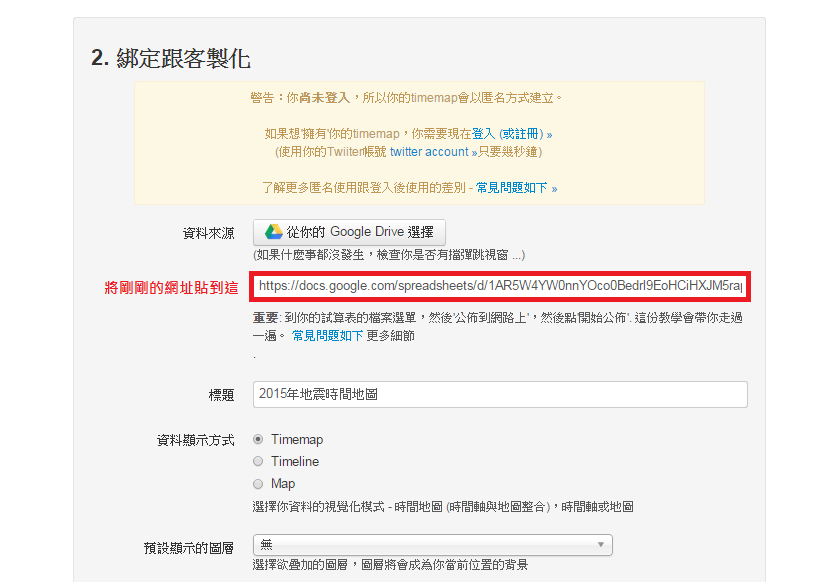 2. 綁定跟客製化
警告：你尚未登入，所以你的timemap會以匿名方式建立。
如果想'擁有'你的timemap，你需要現在登入 (或註冊) »
(使用你的Twiiter帳號 twitter account »只要幾秒鐘)
了解更多匿名使用跟登入後使用的差別 - 常見問題如下 »
資料來源
從你的 Google Drive 選擇
(如果什麼事都沒發生，檢查你是否有擋彈跳視窗 ...)
將剛剛的網址貼到這
https://docs.google.com/spreadsheets/d/1AR5W4YW0nnYOco0Bedrl9EoHCiHXJM5rap
重要: 到你的試算表的檔案選單，然後'公佈到網路上'，然後點'開始公佈'. 這份教學會帶你走過
一遍。 常見問題如下 更多細節
.
標題
2015年地震時間地圖
資料顯示方式
Timemap
Timeline
Map
選擇你資料的視覺化模式 - 時間地圖 (時間軸與地圖整合)，時間軸或地圖
預設顯示的圖層
無
選擇欲疊加的圖層，圖層將會成為你當前位置的背景